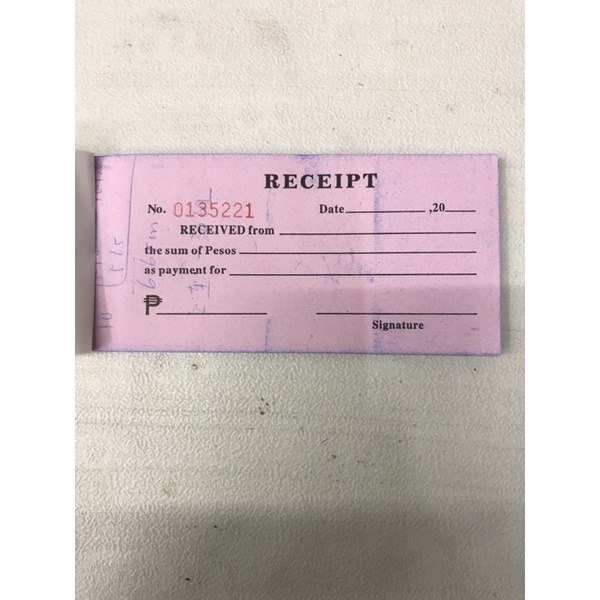 RECEIPT
No. 0135221 Date ,20
RECEIVED from
the sum of Pesos
as payment for
₱
Signature